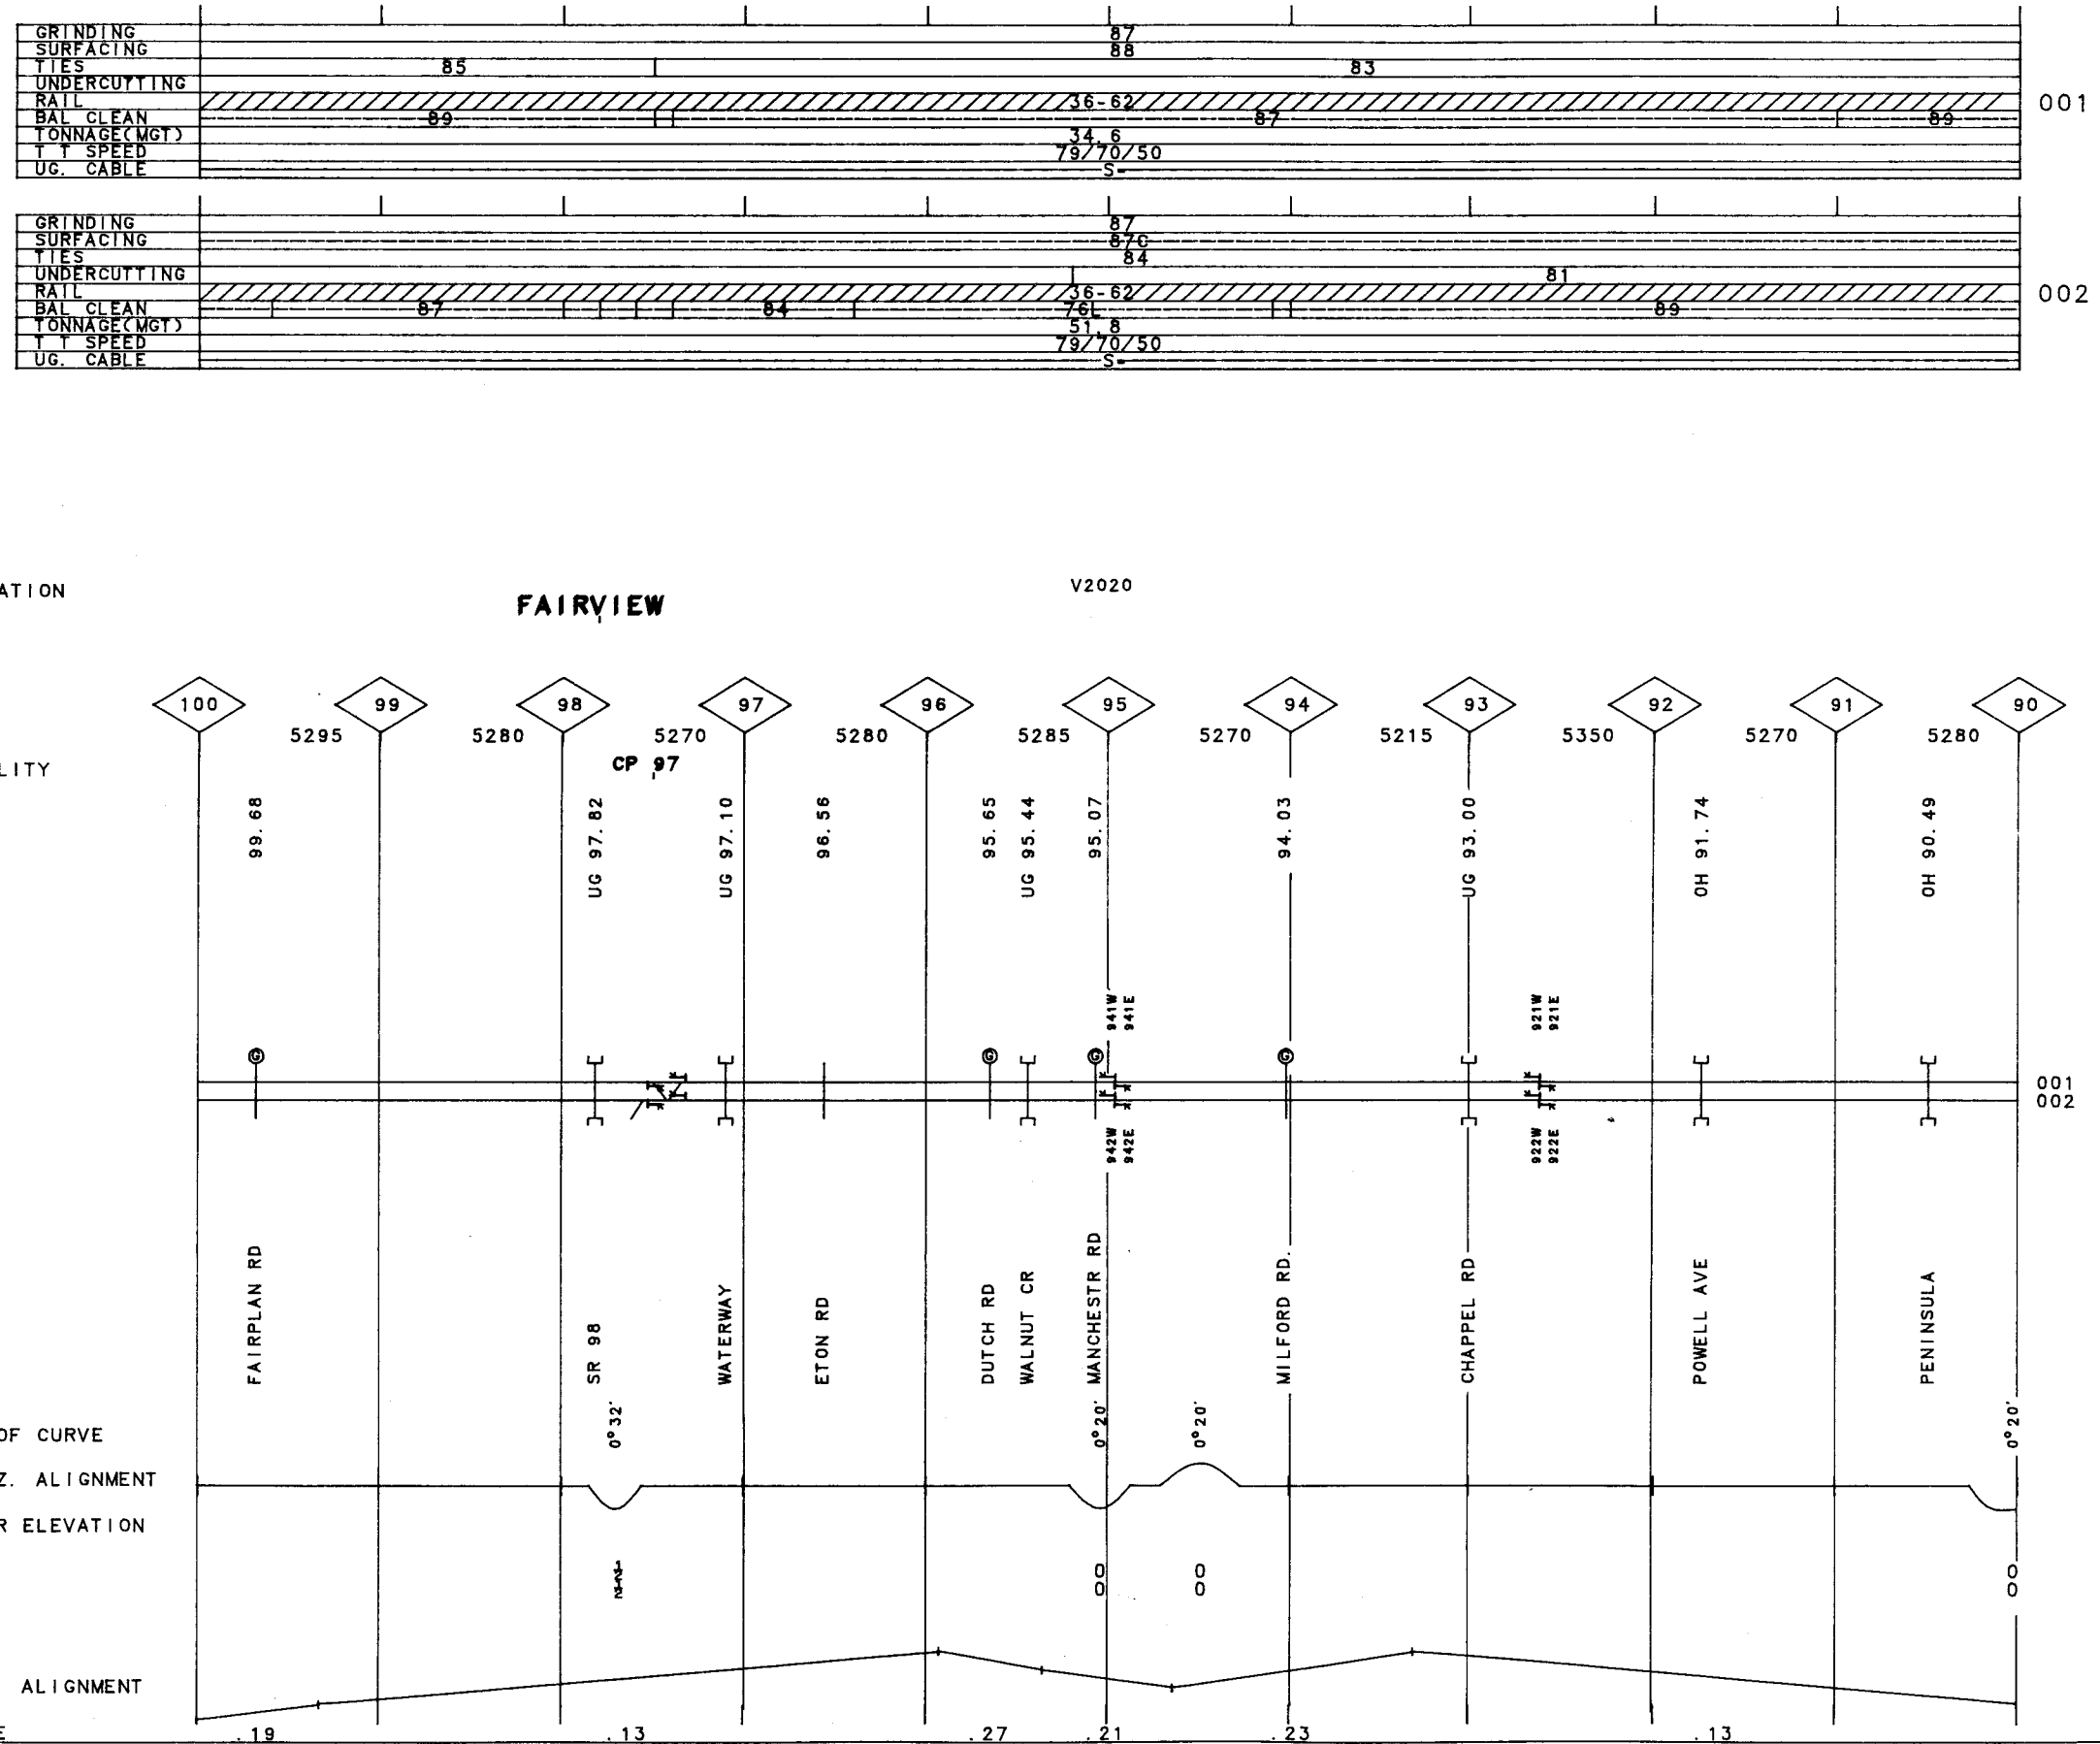 GRINDING 87
SURFACING 88
TIES 85 83
UNDERCUTTING
RAIL 36-62 001
BAL CLEAN 89 87 89
TONNAGE(MGT) 34.6
T T SPEED 79/70/50
UG. CABLE S-
GRINDING 87
SURFACING 87C
TIES 84
UNDERCUTTING 81
RAIL 36-62 002
BAL CLEAN 87 84 76L 89
TONNAGE(MGT) 51.8
T T SPEED 79/70/50
UG. CABLE S-
ATION V2020
FAIRVIEW
100 99 98 97 96 95 94 93 92 91 90
5295 5280 5270 5280 5285 5270 5215 5350 5270 5280
LITY CP 97
99.68 UG 97.82 UG 97.10 96.56 95.65 UG 95.44 95.07 94.03 UG 93.00 OH 91.74 OH 90.49
941W 941E 921W 921E
G G G G
001
002
942W 942E 922W 922E
FAIRPLAN RD SR 98 WATERWAY ETON RD DUTCH RD WALNUT CR MANCHESTR RD MILFORD RD. CHAPPEL RD POWELL AVE PENINSULA
OF CURVE 0°32' 0°20' 0°20' 0°20'
Z. ALIGNMENT
R ELEVATION
0 0 0
0 0 0
ALIGNMENT
E .19 .13 .27 .21 .23 .13